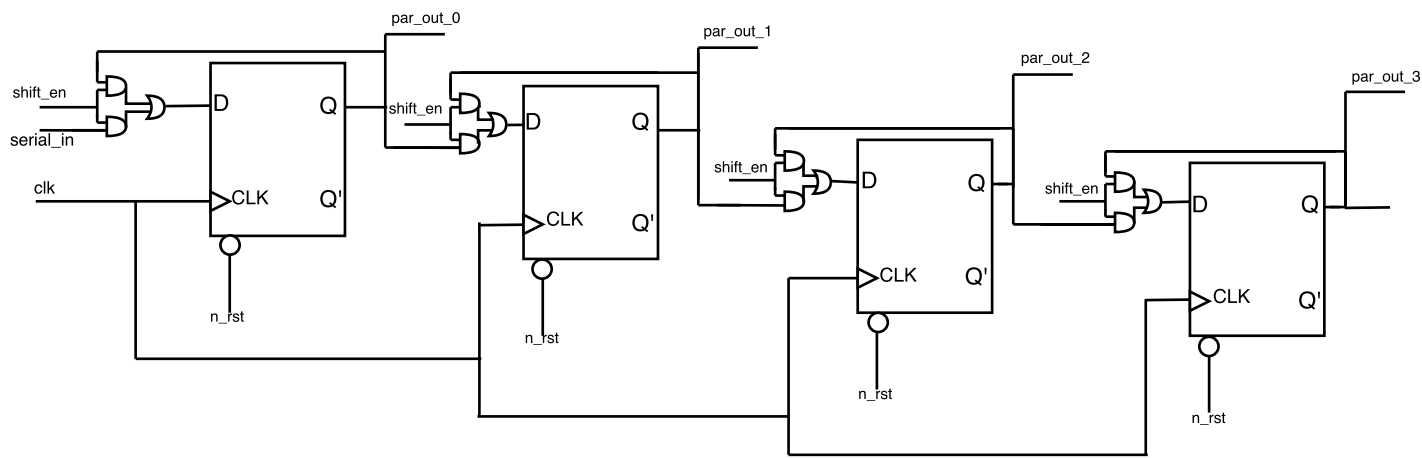 par_out_0
par_out_1
par_out_2
par_out_3
shift_en
serial_in
clk
D
Q
CLK
Q'
n_rst
shift_en
D
Q
CLK
Q'
n_rst
shift_en
D
Q
CLK
Q'
n_rst
shift_en
D
Q
CLK
Q'
n_rst